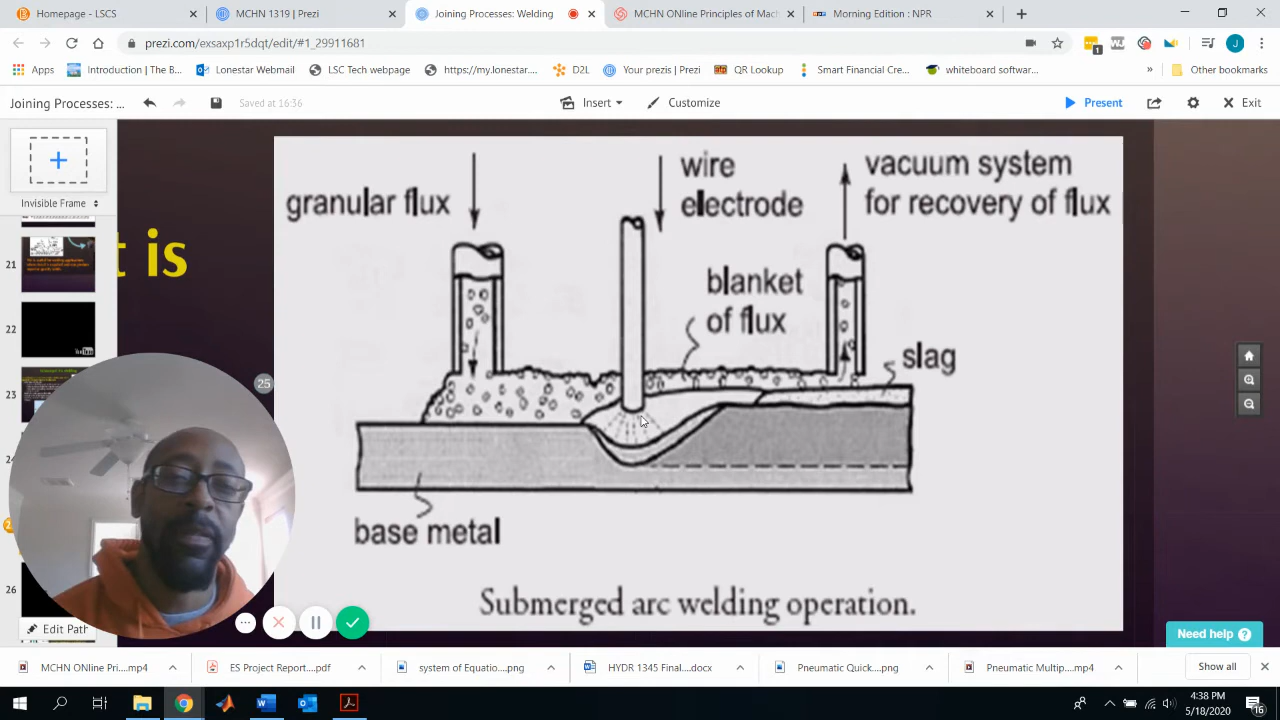 Homepage - LSCS
MCHN 1319 | Prezi
Joining Processes: Welding
MCHN ONline Principles of Mac
Morning Edition : NPR
prezi.com/exsaxp1r5dqt/edit/#1_29911681
1
J
Apps
Introduction | The B...
Lonestar Webmail
LSC Tech webpage
https://my.lonestar...
D2L
Your prezis | Prezi
QR Lookup
Smart Financial Cre...
whiteboard softwar...
»
Other bookmarks
Joining Processes: ...
Saved at 16:36
Insert
Customize
Present
Exit
Invisible Frame
21
22
YouTube
23
25
26
Edit Path
t is
granular flux
wire
electrode
vacuum system
for recovery of flux
blanket
of flux
slag
base metal
Submerged arc welding operation.
Need help ?
MCHN ONline Pri....mp4
ES Project Report....pdf
system of Equatio....png
HYDR 1345 Final....docx
Pneumatic Quick....png
Pneumatic Multip....mp4
Show all
4:38 PM
5/18/2020
16